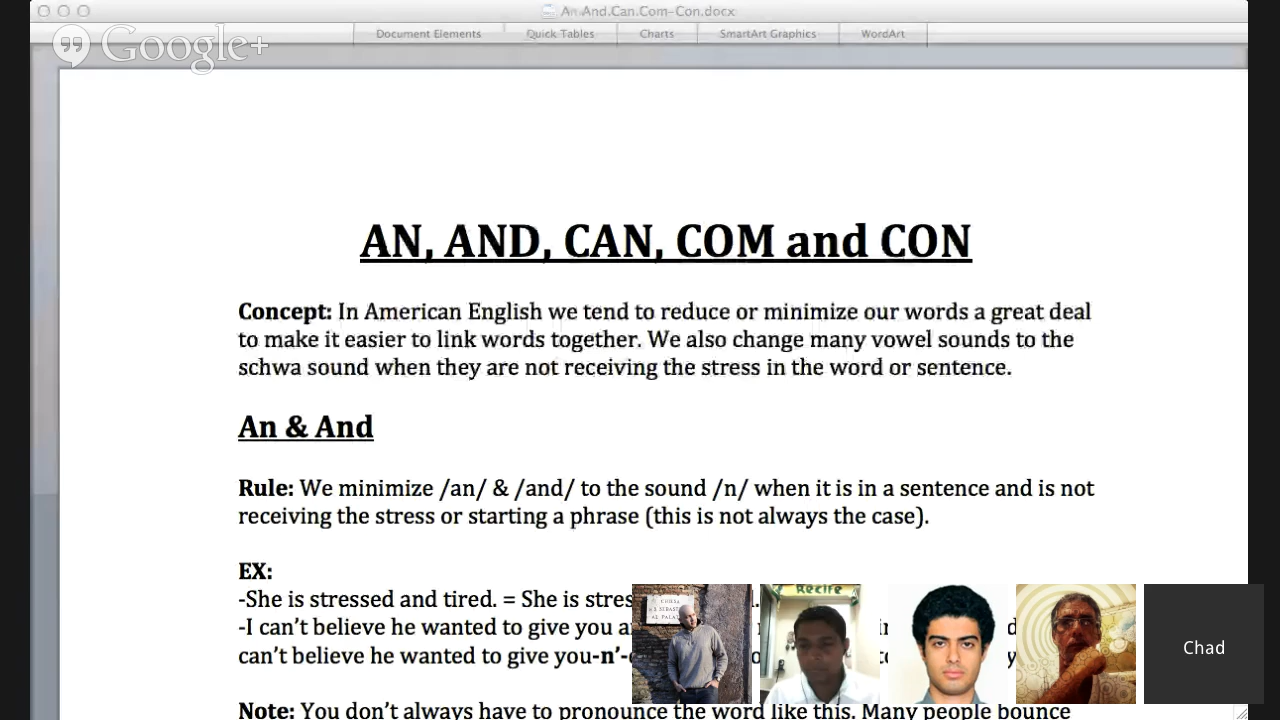 An.And.Can.Com-Con.docx
Google+
Document Elements Quick Tables Charts SmartArt Graphics WordArt
AN, AND, CAN, COM and CON
Concept: In American English we tend to reduce or minimize our words a great deal
to make it easier to link words together. We also change many vowel sounds to the
schwa sound when they are not receiving the stress in the word or sentence.
An & And
Rule: We minimize /an/ & /and/ to the sound /n/ when it is in a sentence and is not
receiving the stress or starting a phrase (this is not always the case).
EX:
-She is stressed and tired. = She is
-I can't believe he wanted to give you
can't believe he wanted to give you-n'-
Recife
Chad
Note: You don't always have to pronounce the word like this. Many people bounce